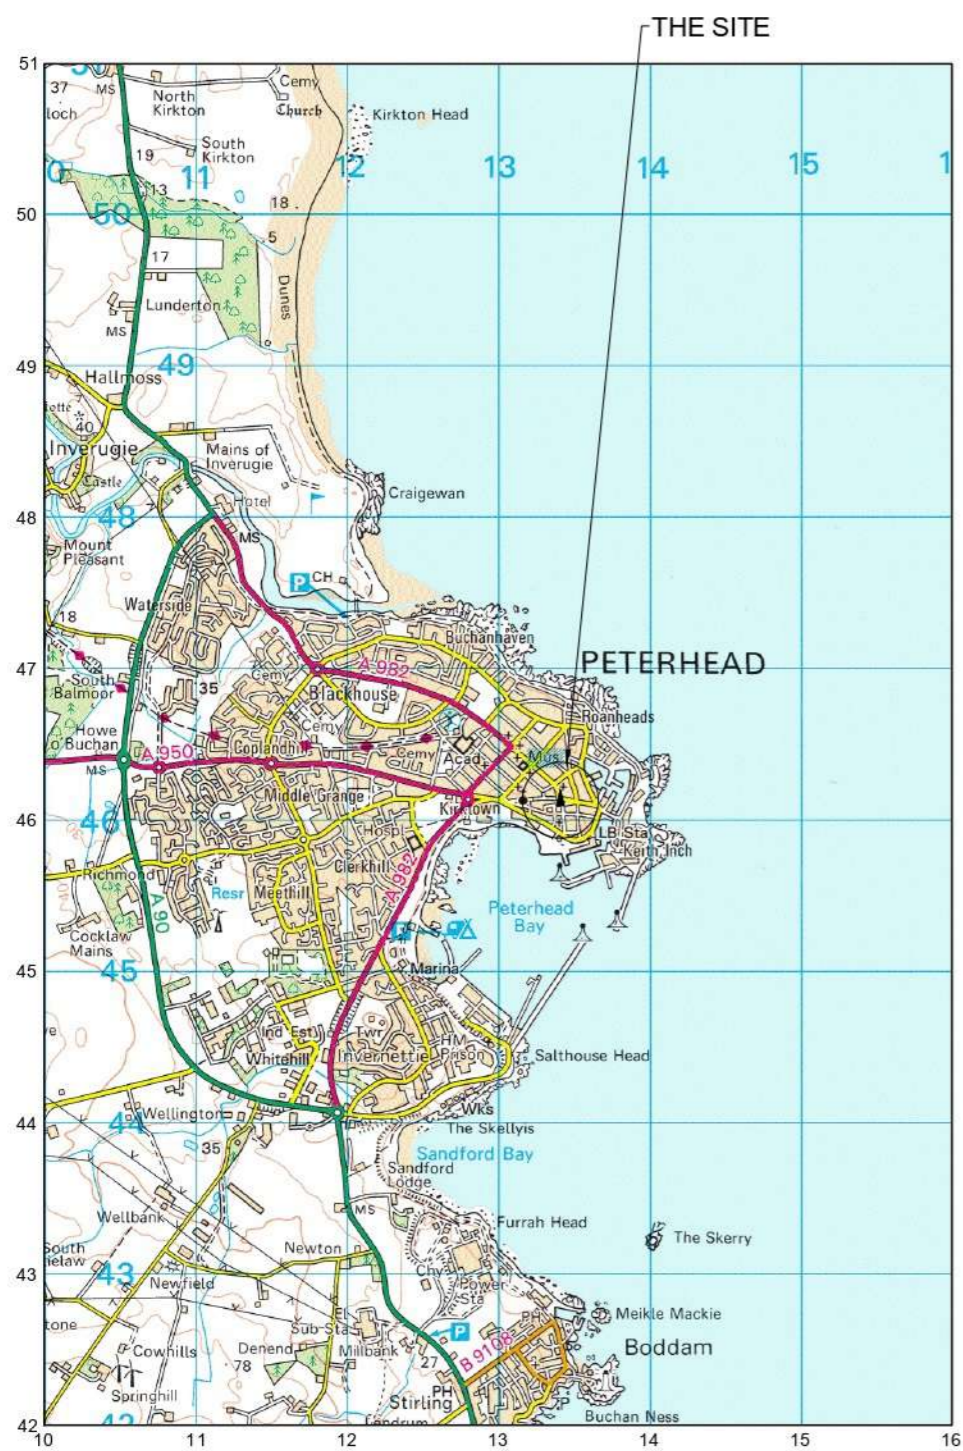 THE SITE
51
37
MS
loch
North
Kirkton
Cemy
Church
Kirkton Head
South
Kirkton
19
11
12
13
14
15
13
50
50
18
5
17
Dunes
Lunderton
MS
49
49
Hallmoss
40
Inverugie
Mains of
Inverugie
Castle
Craigewan
Hotel
48
48
MS
Mount
Pleasant
P
CH
Waterside
18
Buchanhaven
47
A 982
PETERHEAD
South
Balmoor
35
Cemy
Blackhouse
Roanheads
Howe
o'Buchan
Cemy
A 950
Coplandhill
Cemy
Acad
Mus
MS
Middle Grange
Kirktown
46
46
Hospl
LB Sta
Keith Inch
Clerkhill
Richmond
A 982
Resr
Meethill
Peterhead
Bay
A 90
Cocklaw
Mains
45
45
Marina
Ind Est
Twr
HM
Prison
Whitehill
Invernettie
Salthouse Head
Wellington
Wks
44
44
The Skellyis
35
Sandford Bay
Sandford
Lodge
Wellbank
MS
Furrah Head
The Skerry
South
Newton
43
43
Newfield
Chy
Power
Sta
PH
Meikle Mackie
El
Sub Sta
P
Boddam
Cowhills
Denend
Millbank
27
B 9108
78
Springhill
PH
Stirling
Buchan Ness
42
10
11
12
13
14
15
16